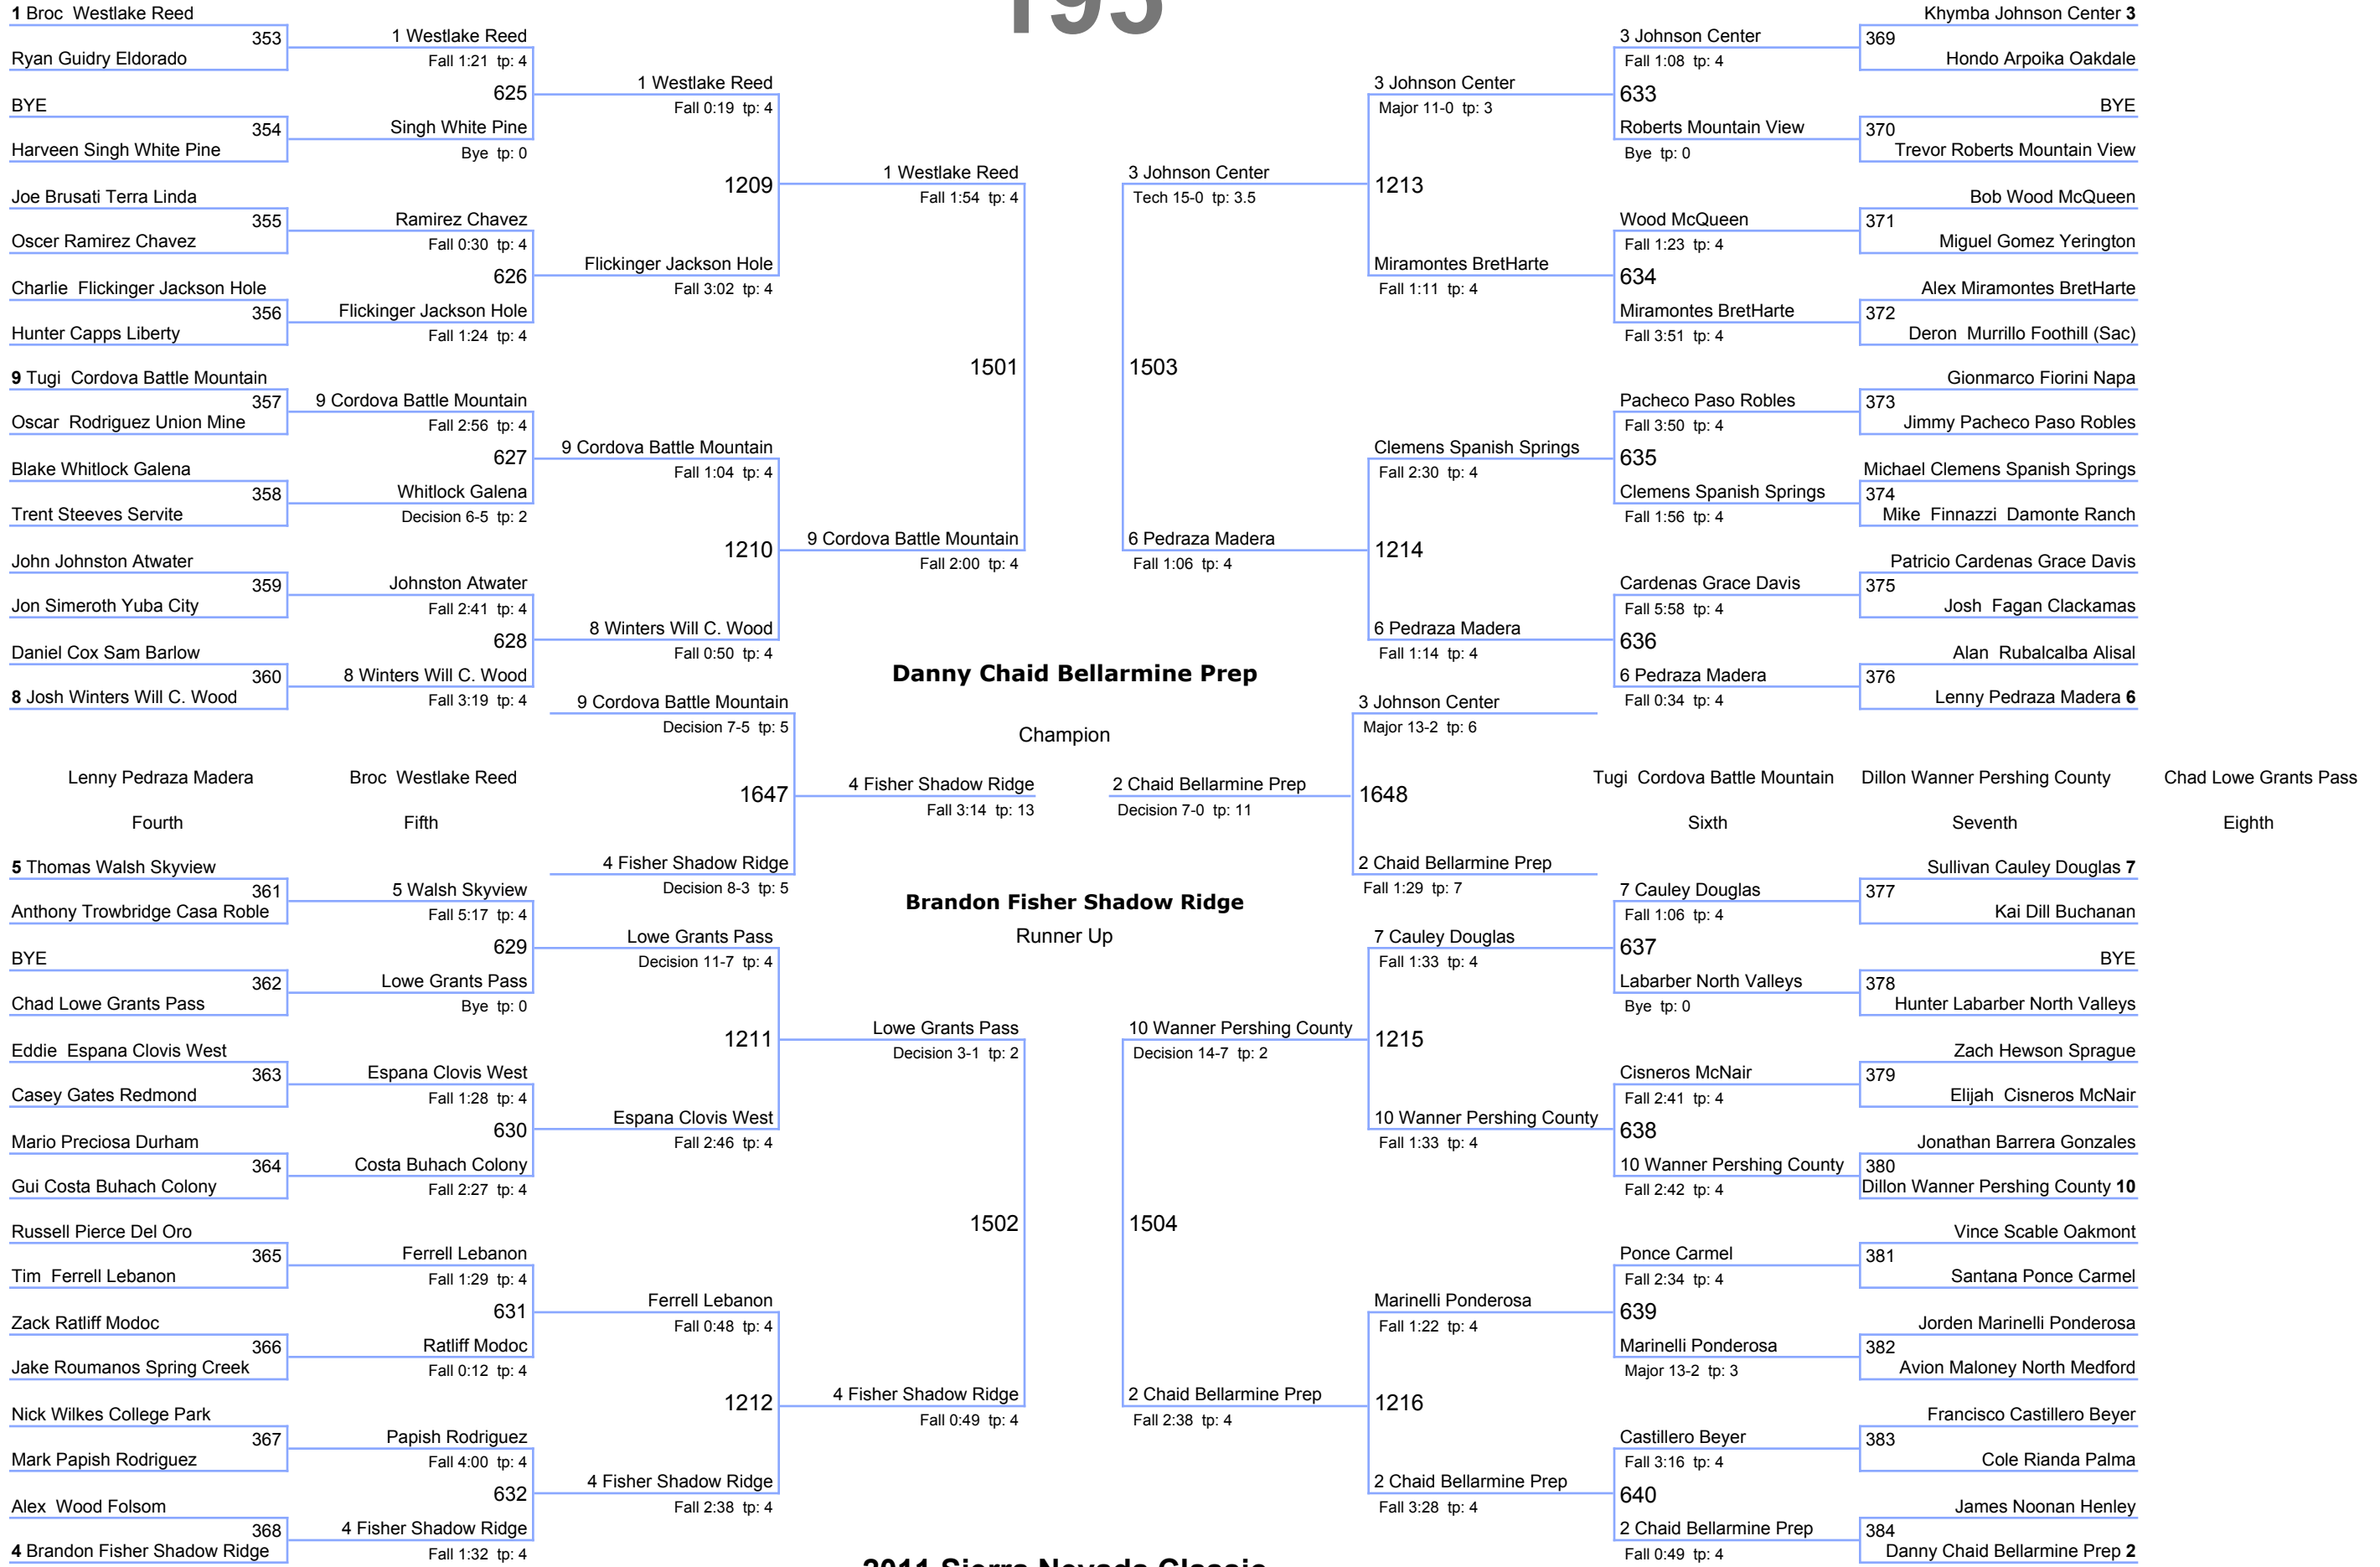 195
1 Broc  Westlake Reed
353
Ryan Guidry Eldorado
BYE
354
Harveen Singh White Pine
Joe Brusati Terra Linda
355
Oscer Ramirez Chavez
Charlie  Flickinger Jackson Hole
356
Hunter Capps Liberty
9 Tugi  Cordova Battle Mountain
357
Oscar  Rodriguez Union Mine
Blake Whitlock Galena
358
Trent Steeves Servite
John Johnston Atwater
359
Jon Simeroth Yuba City
Daniel Cox Sam Barlow
360
8 Josh Winters Will C. Wood
1 Westlake Reed
Fall 1:21  tp: 4
625
Singh White Pine
Bye  tp: 0
Ramirez Chavez
Fall 0:30  tp: 4
626
Flickinger Jackson Hole
Fall 1:24  tp: 4
9 Cordova Battle Mountain
Fall 2:56  tp: 4
627
Whitlock Galena
Decision 6-5  tp: 2
Johnston Atwater
Fall 2:41  tp: 4
628
8 Winters Will C. Wood
Fall 3:19  tp: 4
1 Westlake Reed
Fall 0:19  tp: 4
1209
Flickinger Jackson Hole
Fall 3:02  tp: 4
9 Cordova Battle Mountain
Fall 1:04  tp: 4
1210
8 Winters Will C. Wood
Fall 0:50  tp: 4
1 Westlake Reed
Fall 1:54  tp: 4
1501
9 Cordova Battle Mountain
Fall 2:00  tp: 4
3 Johnson Center
Tech 15-0  tp: 3.5
1503
6 Pedraza Madera
Fall 1:06  tp: 4
3 Johnson Center
Major 11-0  tp: 3
1213
Miramontes BretHarte
Fall 1:11  tp: 4
Clemens Spanish Springs
Fall 2:30  tp: 4
1214
6 Pedraza Madera
Fall 1:14  tp: 4
3 Johnson Center
Fall 1:08  tp: 4
633
Roberts Mountain View
Bye  tp: 0
Wood McQueen
Fall 1:23  tp: 4
634
Miramontes BretHarte
Fall 3:51  tp: 4
Pacheco Paso Robles
Fall 3:50  tp: 4
635
Clemens Spanish Springs
Fall 1:56  tp: 4
Cardenas Grace Davis
Fall 5:58  tp: 4
636
6 Pedraza Madera
Fall 0:34  tp: 4
Khymba Johnson Center 3
369
Hondo Arpoika Oakdale
BYE
370
Trevor Roberts Mountain View
Bob Wood McQueen
371
Miguel Gomez Yerington
Alex Miramontes BretHarte
372
Deron  Murrillo Foothill (Sac)
Gionmarco Fiorini Napa
373
Jimmy Pacheco Paso Robles
Michael Clemens Spanish Springs
374
Mike  Finnazzi  Damonte Ranch
Patricio Cardenas Grace Davis
375
Josh  Fagan Clackamas
Alan  Rubalcalba Alisal
376
Lenny Pedraza Madera 6
Danny Chaid Bellarmine Prep
Champion
9 Cordova Battle Mountain
Decision 7-5  tp: 5
1647
4 Fisher Shadow Ridge
Decision 8-3  tp: 5
4 Fisher Shadow Ridge
Fall 3:14  tp: 13
2 Chaid Bellarmine Prep
Decision 7-0  tp: 11
3 Johnson Center
Major 13-2  tp: 6
1648
2 Chaid Bellarmine Prep
Fall 1:29  tp: 7
Brandon Fisher Shadow Ridge
Runner Up
Lenny Pedraza Madera
Fourth
Broc  Westlake Reed
Fifth
Tugi  Cordova Battle Mountain
Sixth
Dillon Wanner Pershing County
Seventh
Chad Lowe Grants Pass
Eighth
5 Thomas Walsh Skyview
361
Anthony Trowbridge Casa Roble
BYE
362
Chad Lowe Grants Pass
Eddie  Espana Clovis West
363
Casey Gates Redmond
Mario Preciosa Durham
364
Gui Costa Buhach Colony
Russell Pierce Del Oro
365
Tim  Ferrell Lebanon
Zack Ratliff Modoc
366
Jake Roumanos Spring Creek
Nick Wilkes College Park
367
Mark Papish Rodriguez
Alex  Wood Folsom
368
4 Brandon Fisher Shadow Ridge
5 Walsh Skyview
Fall 5:17  tp: 4
629
Lowe Grants Pass
Bye  tp: 0
Espana Clovis West
Fall 1:28  tp: 4
630
Costa Buhach Colony
Fall 2:27  tp: 4
Ferrell Lebanon
Fall 1:29  tp: 4
631
Ratliff Modoc
Fall 0:12  tp: 4
Papish Rodriguez
Fall 4:00  tp: 4
632
4 Fisher Shadow Ridge
Fall 1:32  tp: 4
Lowe Grants Pass
Decision 11-7  tp: 4
1211
Espana Clovis West
Fall 2:46  tp: 4
Ferrell Lebanon
Fall 0:48  tp: 4
1212
4 Fisher Shadow Ridge
Fall 2:38  tp: 4
Lowe Grants Pass
Decision 3-1  tp: 2
1502
4 Fisher Shadow Ridge
Fall 0:49  tp: 4
10 Wanner Pershing County
Decision 14-7  tp: 2
1504
2 Chaid Bellarmine Prep
Fall 2:38  tp: 4
7 Cauley Douglas
Fall 1:33  tp: 4
1215
10 Wanner Pershing County
Fall 1:33  tp: 4
Marinelli Ponderosa
Fall 1:22  tp: 4
1216
2 Chaid Bellarmine Prep
Fall 3:28  tp: 4
7 Cauley Douglas
Fall 1:06  tp: 4
637
Labarber North Valleys
Bye  tp: 0
Cisneros McNair
Fall 2:41  tp: 4
638
10 Wanner Pershing County
Fall 2:42  tp: 4
Ponce Carmel
Fall 2:34  tp: 4
639
Marinelli Ponderosa
Major 13-2  tp: 3
Castillero Beyer
Fall 3:16  tp: 4
640
2 Chaid Bellarmine Prep
Fall 0:49  tp: 4
Sullivan Cauley Douglas 7
377
Kai Dill Buchanan
BYE
378
Hunter Labarber North Valleys
Zach Hewson Sprague
379
Elijah  Cisneros McNair
Jonathan Barrera Gonzales
380
Dillon Wanner Pershing County 10
Vince Scable Oakmont
381
Santana Ponce Carmel
Jorden Marinelli Ponderosa
382
Avion Maloney North Medford
Francisco Castillero Beyer
383
Cole Rianda Palma
James Noonan Henley
384
Danny Chaid Bellarmine Prep 2
2011 Sierra Nevada Classic